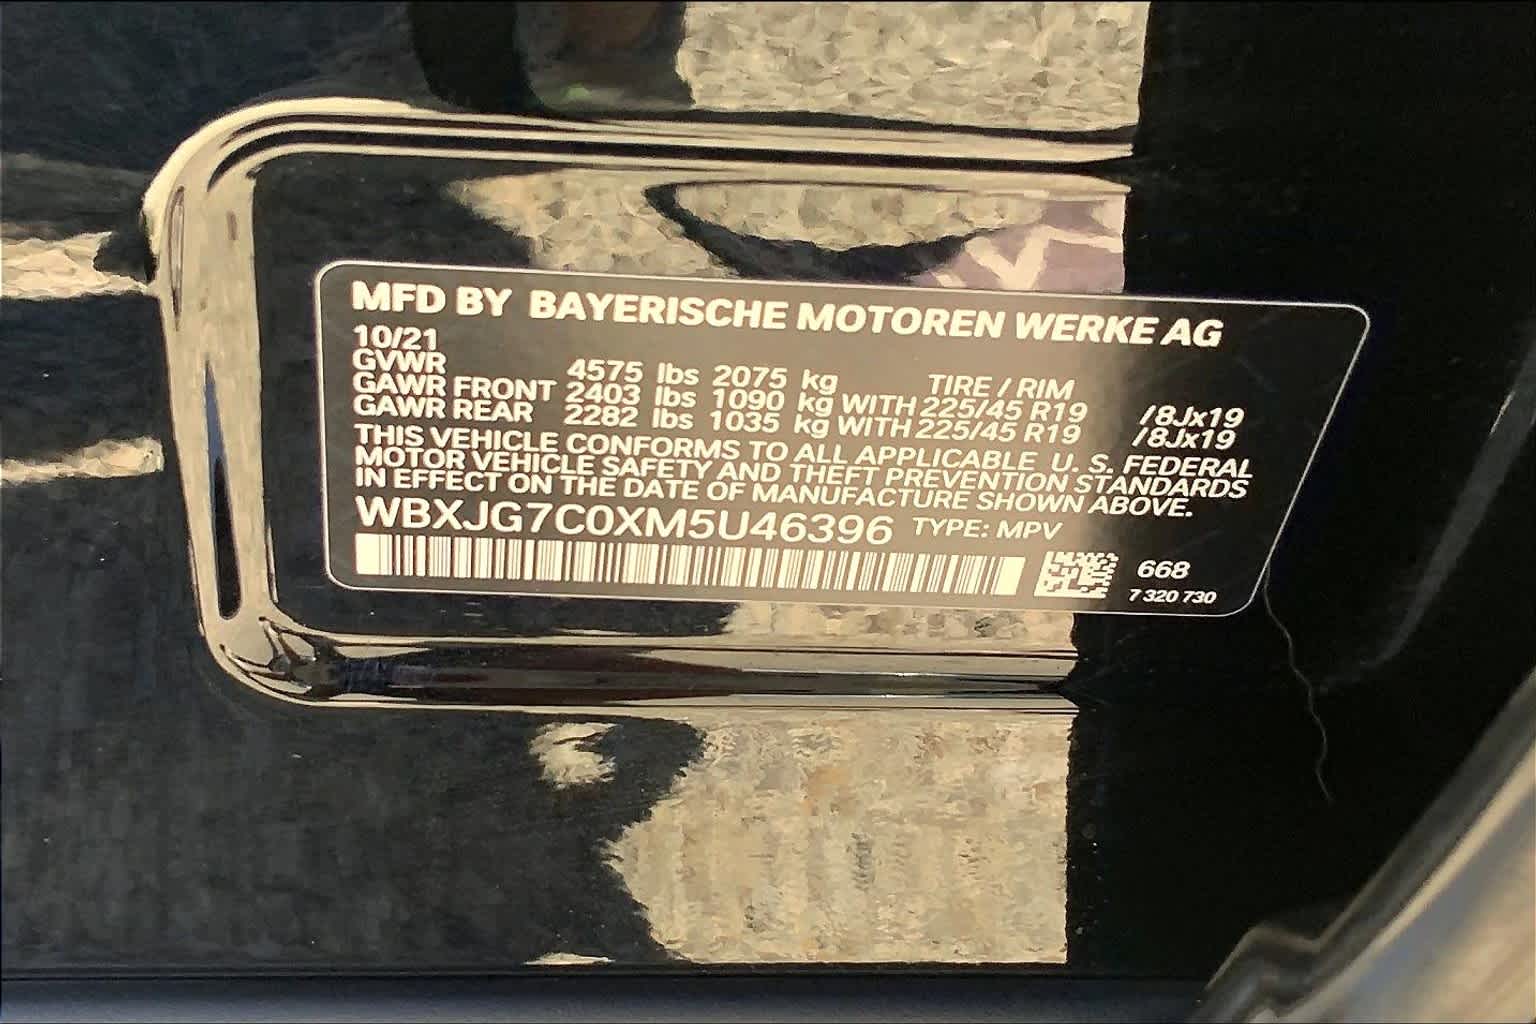 MFD BY BAYERISCHE MOTOREN WERKE AG
10/21
GVWR 4575 lbs 2075 kg TIRE / RIM
GAWR FRONT 2403 lbs 1090 kg WITH 225/45 R19 /8Jx19
GAWR REAR 2282 lbs 1035 kg WITH 225/45 R19 /8Jx19
THIS VEHICLE CONFORMS TO ALL APPLICABLE U. S. FEDERAL
MOTOR VEHICLE SAFETY AND THEFT PREVENTION STANDARDS
IN EFFECT ON THE DATE OF MANUFACTURE SHOWN ABOVE.
WBXJG7C0XM5U46396 TYPE: MPV
668
7 320 730